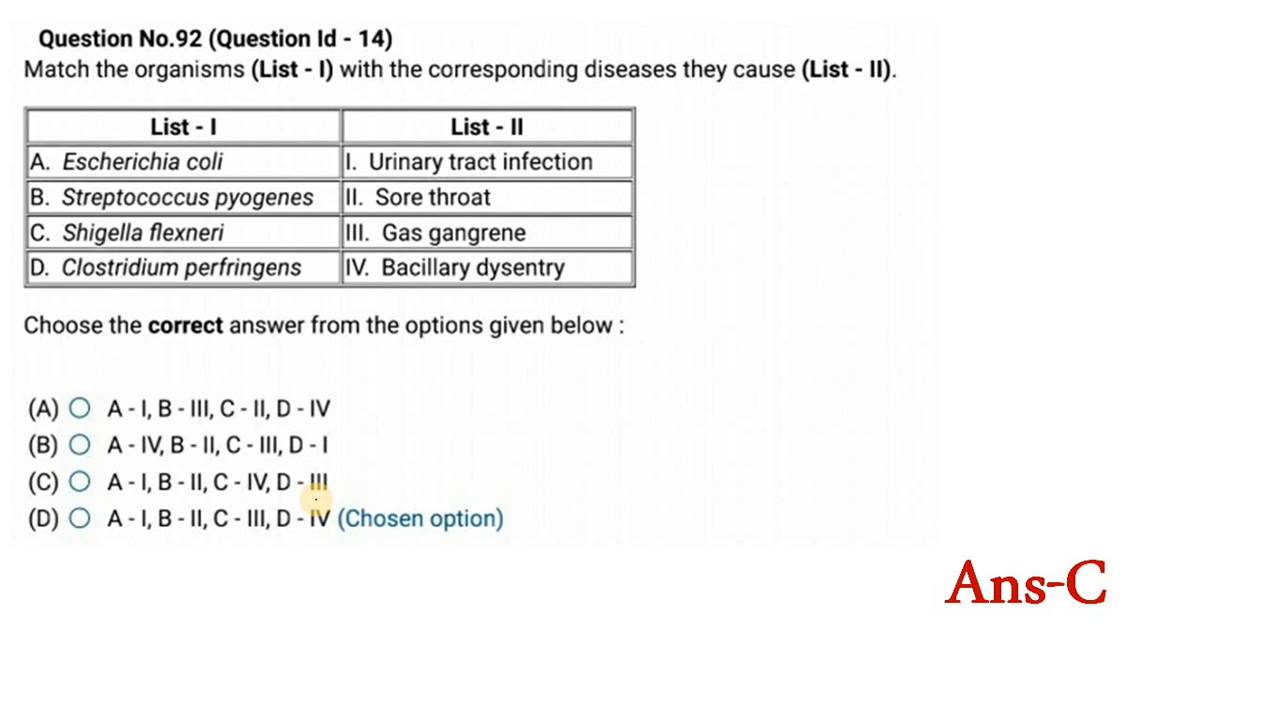 Question No.92 (Question Id - 14)
Match the organisms (List - I) with the corresponding diseases they cause (List - II).
List - I List - II
A. Escherichia coli I. Urinary tract infection
B. Streptococcus pyogenes II. Sore throat
C. Shigella flexneri III. Gas gangrene
D. Clostridium perfringens IV. Bacillary dysentry
Choose the correct answer from the options given below :
(A) A - I, B - III, C - II, D - IV
(B) A - IV, B - II, C - III, D - I
(C) A - I, B - II, C - IV, D - III
(D) A - I, B - II, C - III, D - IV (Chosen option)
Ans-C